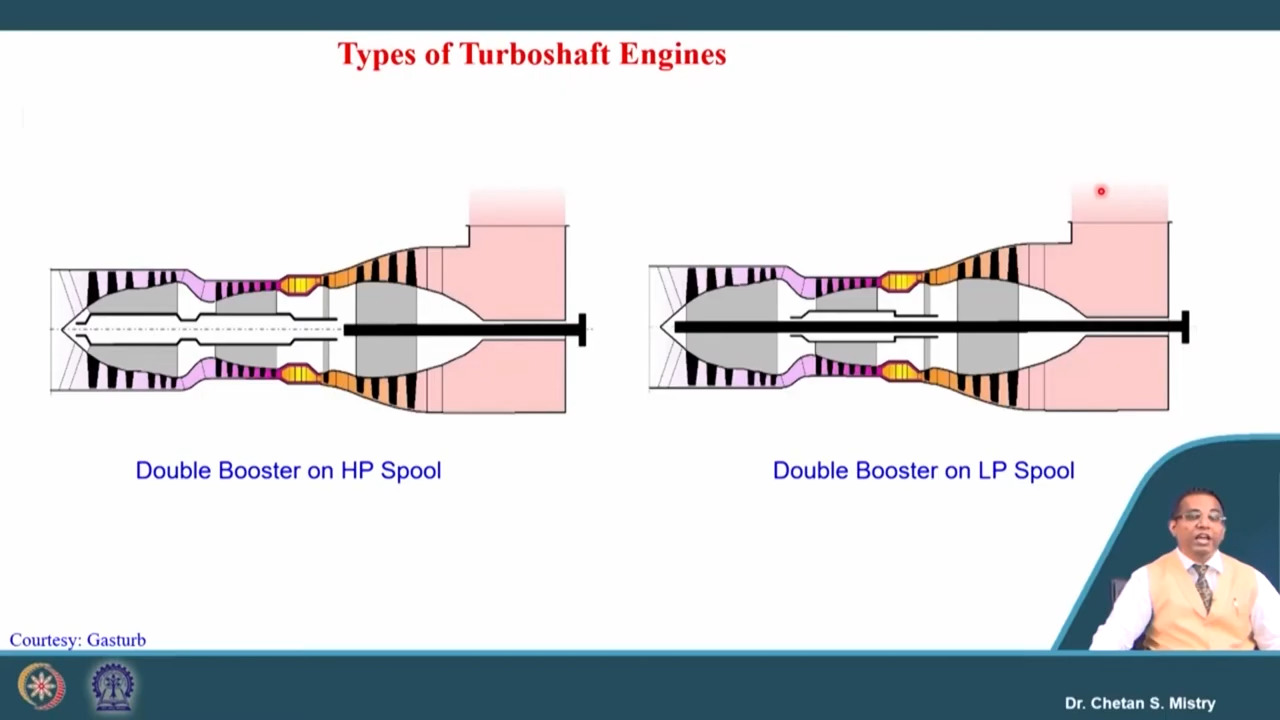 Types of Turboshaft Engines
Double Booster on HP Spool
Double Booster on LP Spool
Courtesy: Gasturb
Dr. Chetan S. Mistry